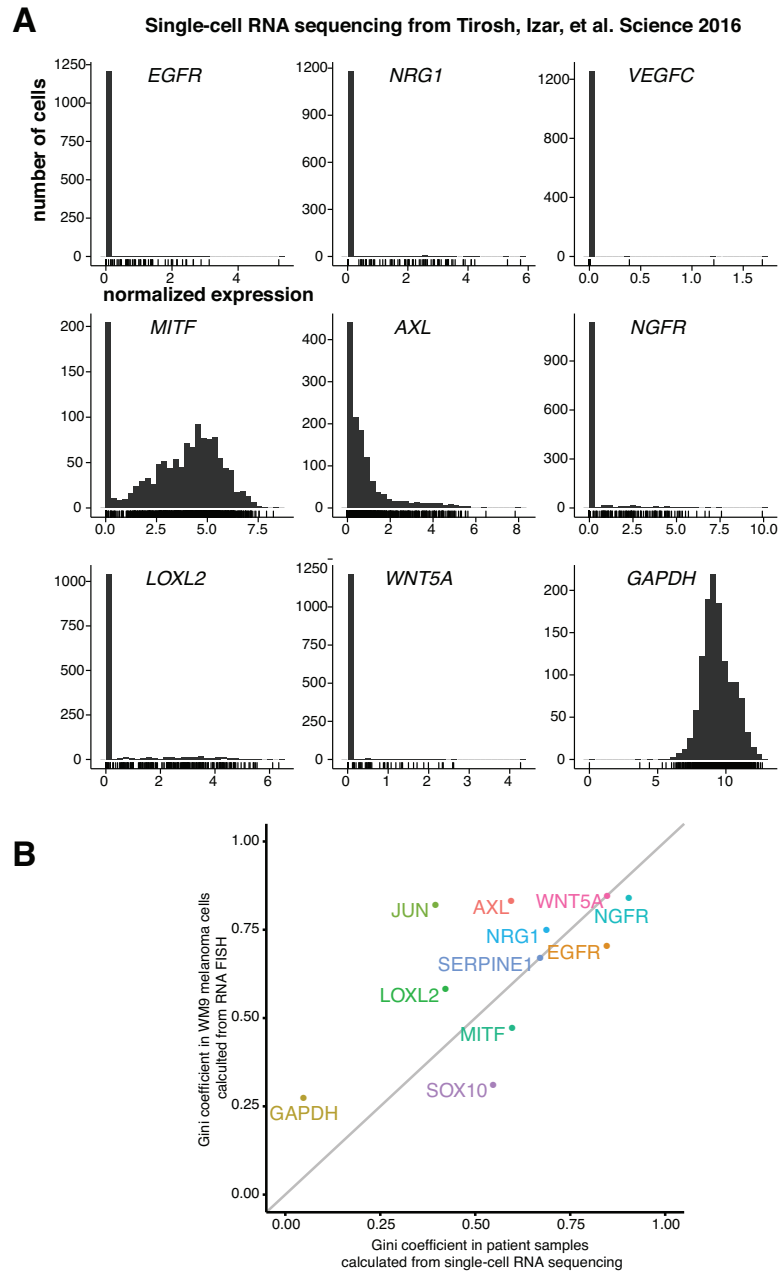 A
Single-cell RNA sequencing from Tirosh, Izar, et al. Science 2016
number of cells
EGFR
1250
1000
750
500
250
0
0 2 4
normalized expression
NRG1
1200
900
600
300
0
0 2 4 6
VEGFC
1200
800
400
0
0.0 0.5 1.0 1.5
MITF
200
150
100
50
0
0.0 2.5 5.0 7.5
AXL
400
300
200
100
0
0 2 4 6 8
NGFR
900
600
300
0
0.0 2.5 5.0 7.5 10.0
LOXL2
1000
750
500
250
0
0 2 4 6
WNT5A
1250
1000
750
500
250
0
0 1 2 3 4
GAPDH
200
150
100
50
0
0 5 10
B
Gini coefficient in WM9 melanoma cells
calculted from RNA FISH
1.00
0.75
0.50
0.25
0.00
JUN
AXL
WNT5A
NGFR
NRG1
EGFR
SERPINE1
LOXL2
MITF
SOX10
GAPDH
0.00 0.25 0.50 0.75 1.00
Gini coefficient in patient samples
calculated from single-cell RNA sequencing